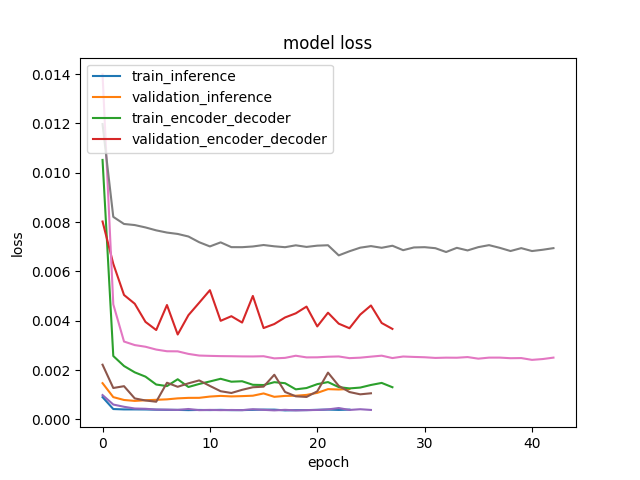 model loss
train_inference
validation_inference
train_encoder_decoder
validation_encoder_decoder
0.014
0.012
0.010
0.008
0.006
0.004
0.002
0.000
loss
0 10 20 30 40
epoch